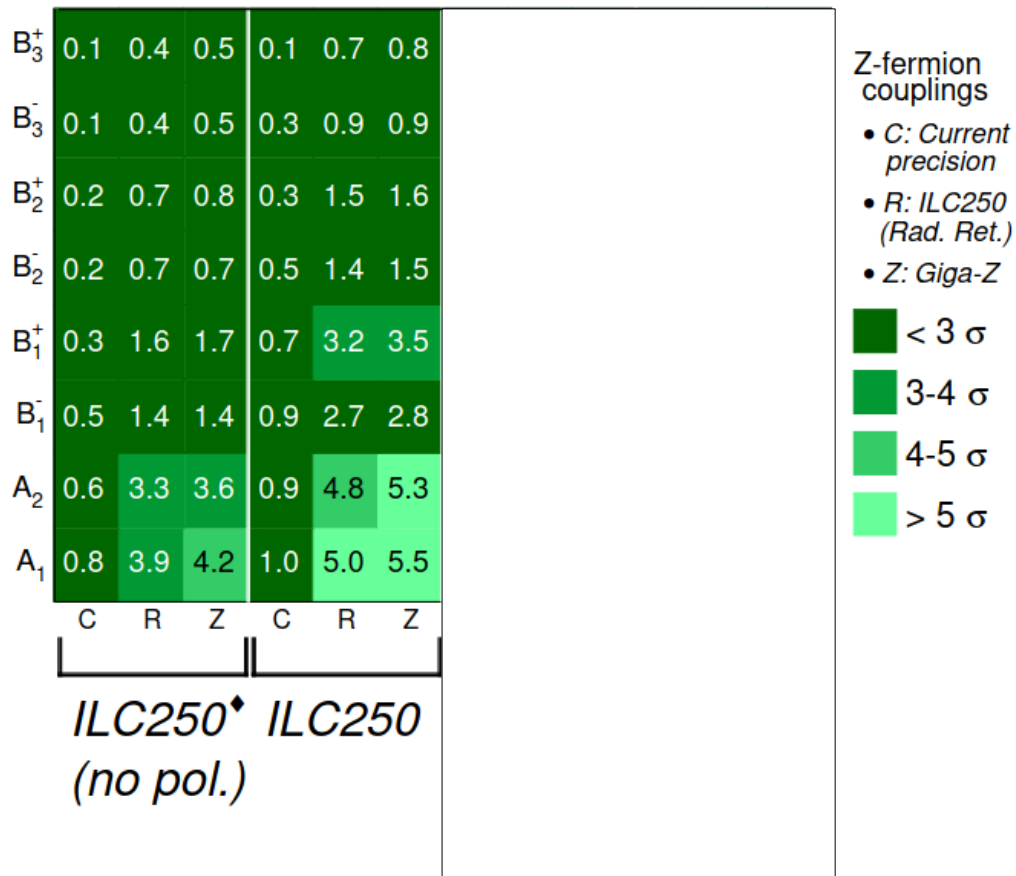 B₃⁺ 0.1 0.4 0.5 0.1 0.7 0.8
B₃⁻ 0.1 0.4 0.5 0.3 0.9 0.9
B₂⁺ 0.2 0.7 0.8 0.3 1.5 1.6
B₂⁻ 0.2 0.7 0.7 0.5 1.4 1.5
B₁⁺ 0.3 1.6 1.7 0.7 3.2 3.5
B₁⁻ 0.5 1.4 1.4 0.9 2.7 2.8
A₂ 0.6 3.3 3.6 0.9 4.8 5.3
A₁ 0.8 3.9 4.2 1.0 5.0 5.5
C R Z C R Z
ILC250♦ ILC250
(no pol.)
Z-fermion
couplings
• C: Current
precision
• R: ILC250
(Rad. Ret.)
• Z: Giga-Z
< 3 σ
3-4 σ
4-5 σ
> 5 σ